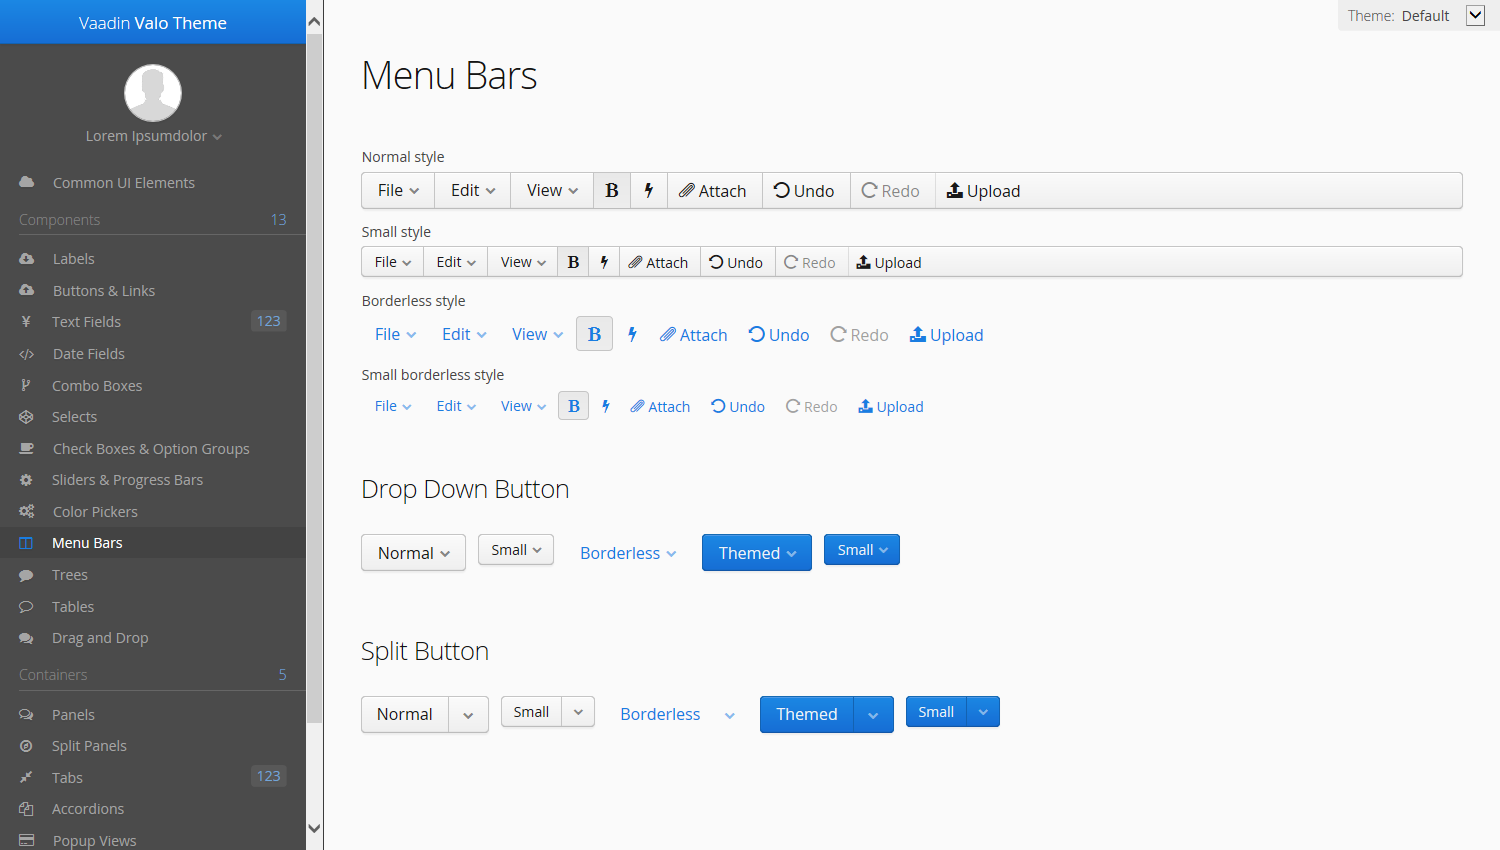 Vaadin Valo Theme
Lorem Ipsumdolor
Common UI Elements
Components 13
Labels
Buttons & Links
Text Fields 123
Date Fields
Combo Boxes
Selects
Check Boxes & Option Groups
Sliders & Progress Bars
Color Pickers
Menu Bars
Trees
Tables
Drag and Drop
Containers 5
Panels
Split Panels
Tabs 123
Accordions
Popup Views
Theme: Default
Menu Bars
Normal style
File Edit View B Attach Undo Redo Upload
Small style
File Edit View B Attach Undo Redo Upload
Borderless style
File Edit View B Attach Undo Redo Upload
Small borderless style
File Edit View B Attach Undo Redo Upload
Drop Down Button
Normal Small Borderless Themed Small
Split Button
Normal Small Borderless Themed Small